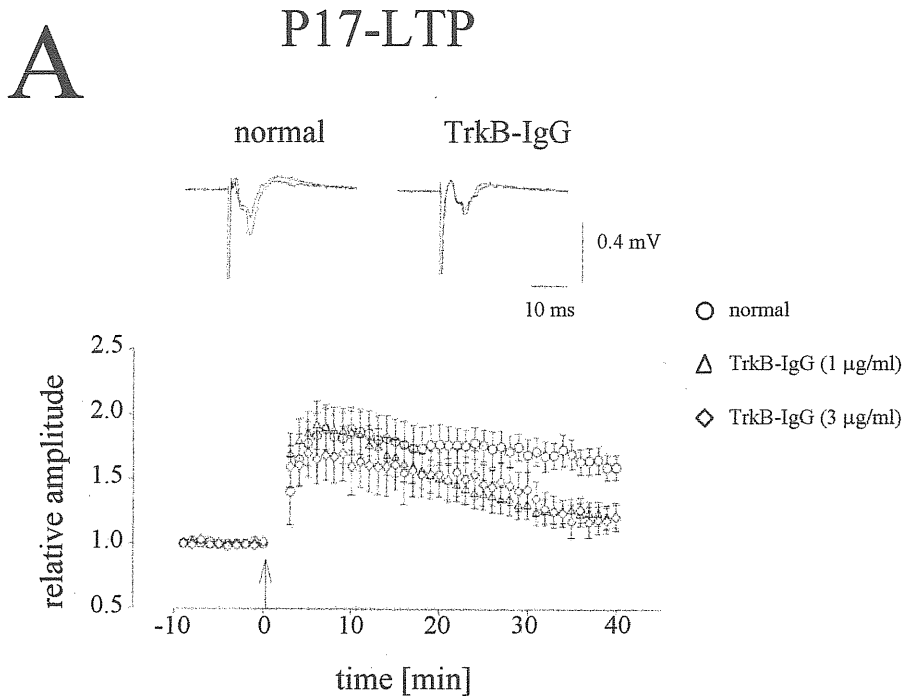 A
P17-LTP
normal
TrkB-IgG
0.4 mV
10 ms
normal
TrkB-IgG (1 μg/ml)
TrkB-IgG (3 μg/ml)
2.5
2.0
1.5
1.0
0.5
relative amplitude
-10 0 10 20 30 40
time [min]